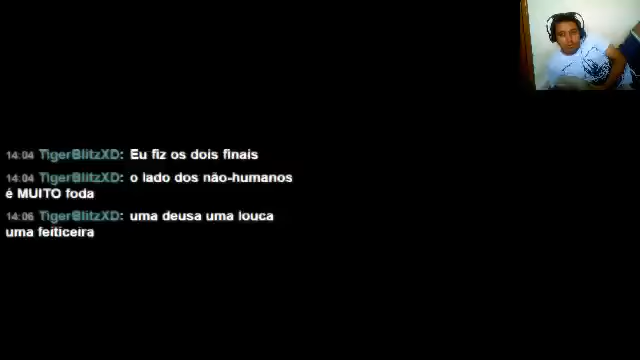 14:04 TigerBlitzXD: Eu fiz os dois finais
14:04 TigerBlitzXD: o lado dos não-humanos
é MUITO foda
14:06 TigerBlitzXD: uma deusa uma louca
uma feiticeira